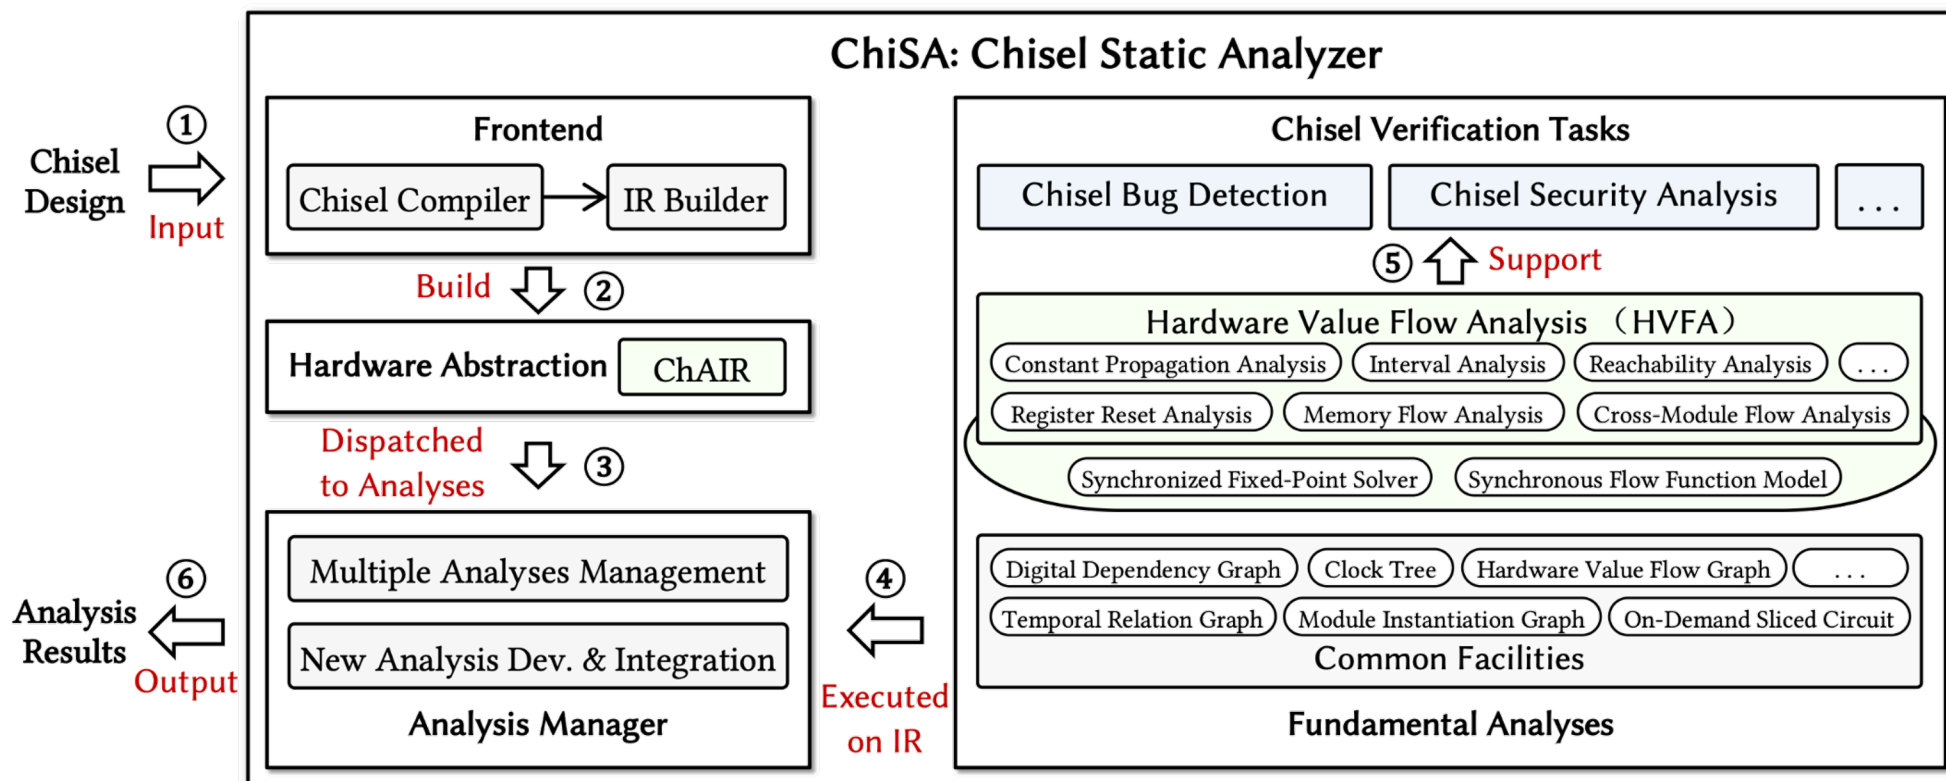 ChiSA: Chisel Static Analyzer
①
Chisel
Design
Input
Frontend
Chisel Compiler
IR Builder
Build
②
Hardware Abstraction
ChAIR
Dispatched
to Analyses
③
Multiple Analyses Management
New Analysis Dev. & Integration
Analysis Manager
④
Executed
on IR
⑥
Analysis
Results
Output
Chisel Verification Tasks
Chisel Bug Detection
Chisel Security Analysis
...
⑤
Support
Hardware Value Flow Analysis （HVFA）
Constant Propagation Analysis
Interval Analysis
Reachability Analysis
...
Register Reset Analysis
Memory Flow Analysis
Cross-Module Flow Analysis
Synchronized Fixed-Point Solver
Synchronous Flow Function Model
Digital Dependency Graph
Clock Tree
Hardware Value Flow Graph
...
Temporal Relation Graph
Module Instantiation Graph
On-Demand Sliced Circuit
Common Facilities
Fundamental Analyses